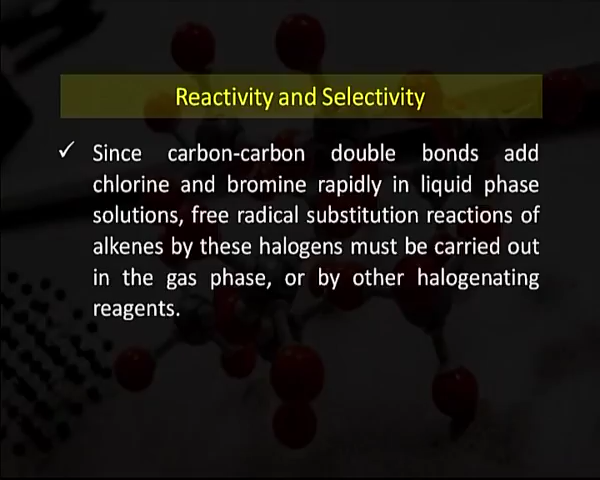 Reactivity and Selectivity
✓ Since carbon-carbon double bonds add
chlorine and bromine rapidly in liquid phase
solutions, free radical substitution reactions of
alkenes by these halogens must be carried out
in the gas phase, or by other halogenating
reagents.